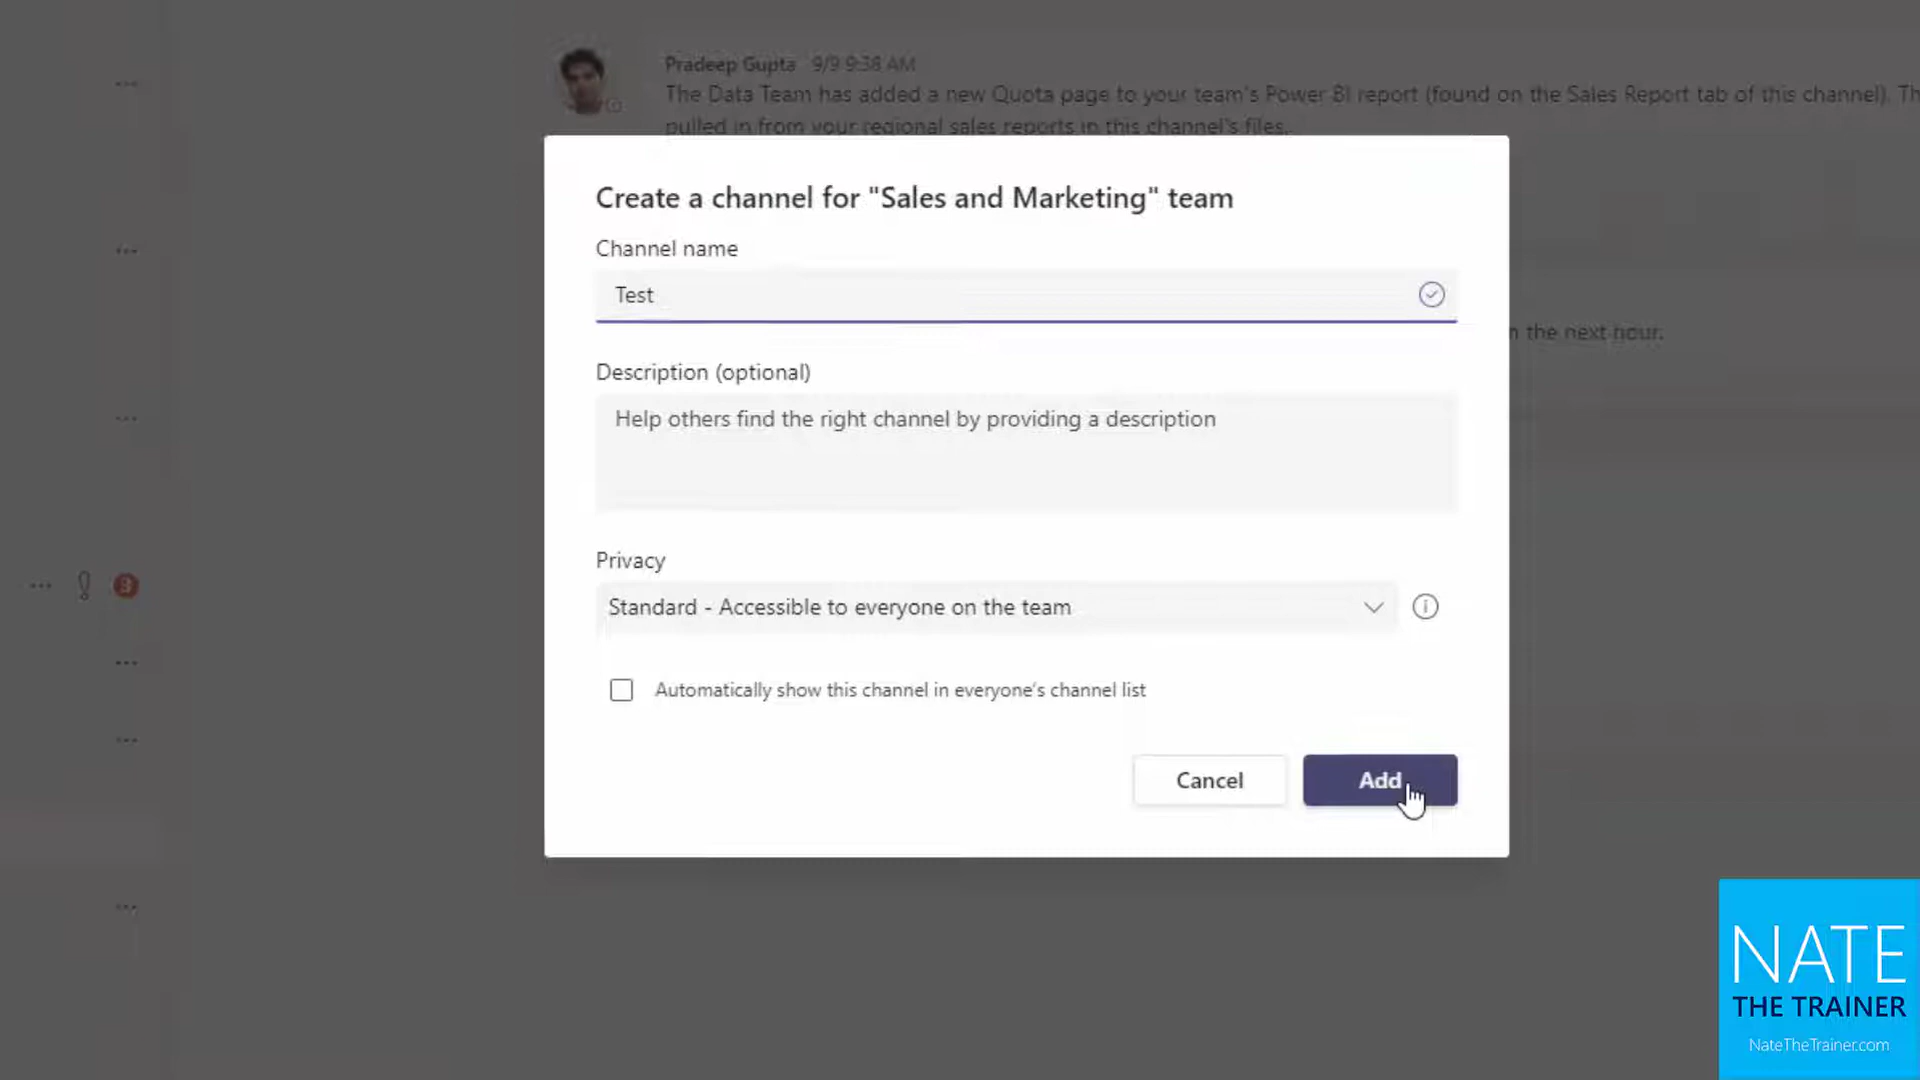 Pradeep Gupta 9/9 9:38 AM
The Data Team has added a new Quota page to your team's Power BI report (found on the Sales Report tab of this channel). Th
pulled in from your regional sales reports in this channel's files.
Create a channel for "Sales and Marketing" team
Channel name
Test
n the next hour.
Description (optional)
Help others find the right channel by providing a description
Privacy
3
Standard - Accessible to everyone on the team
Automatically show this channel in everyone's channel list
Cancel
Add
NATE
THE TRAINER
NateTheTrainer.com